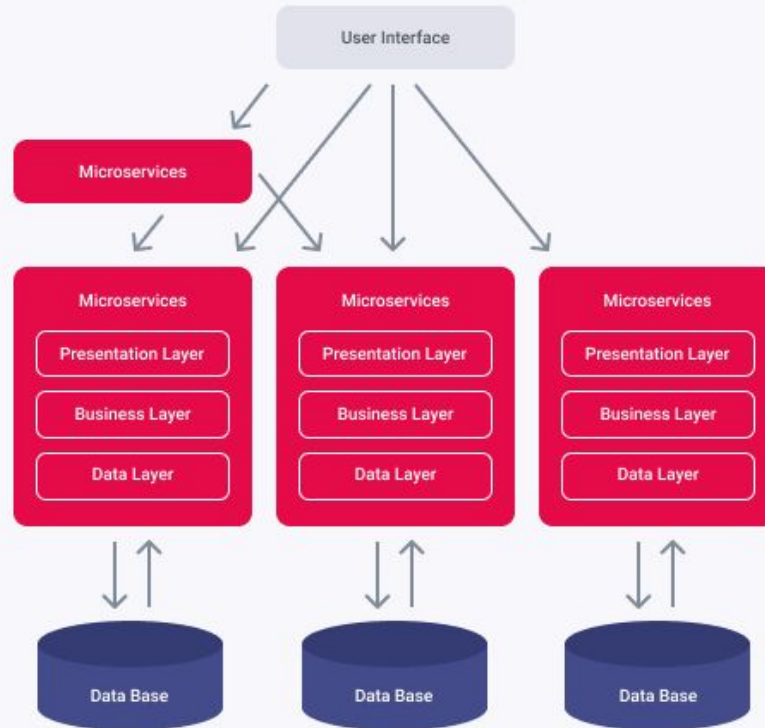 User Interface
Microservices
Microservices
Presentation Layer
Business Layer
Data Layer
Microservices
Presentation Layer
Business Layer
Data Layer
Microservices
Presentation Layer
Business Layer
Data Layer
Data Base
Data Base
Data Base